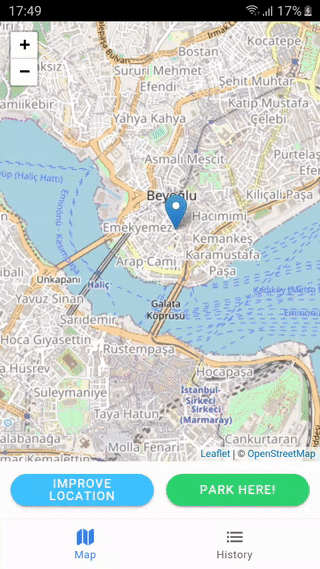 17:49
17%
+
−
Bostan
Kocatepe
Sururi Mehmet
Efendi
Şehit Muhtar
Katip Mustafa
Çelebi
Yahya Kahya
Asmalı Mescit
Pürtelaş
Beyoğlu
Kılıçali Paşa
Emekyemez
Hacımimi
Kemankeş
Karamustafa
Paşa
Arap Cami
Unkapanı
Haliç
Yavuz Sinan
Galata
Köprüsü
Sarıdemir
Hoca Gıyasettin
Rüstempaşa
Hocapaşa
Süleymaniye
İstanbul-
Sirkeci
Sirkeci
(Marmaray)
Taya Hatun
Cankurtaran
Molla Fenari
Leaflet | © OpenStreetMap
IMPROVE
LOCATION
PARK HERE!
Map
History